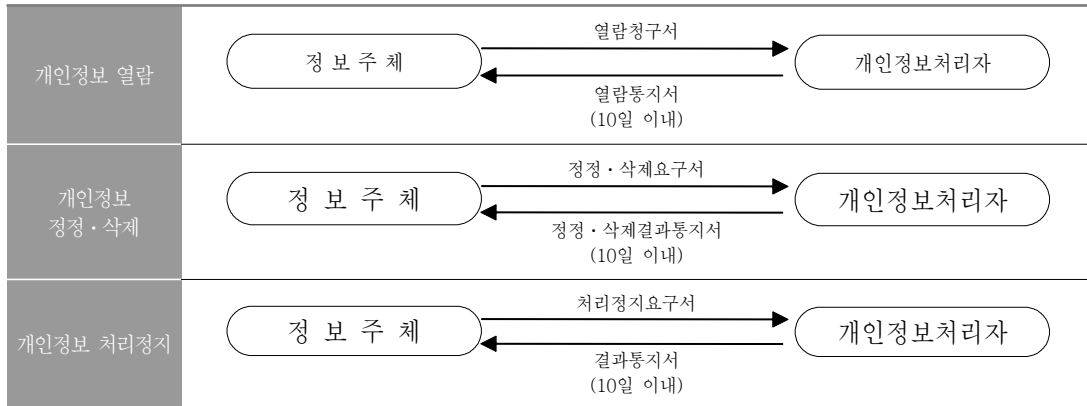 개인정보 열람
정 보 주 체
열람청구서
개인정보처리자
열람통지서
(10일 이내)
개인정보
정정·삭제
정 보 주 체
정정·삭제요구서
개인정보처리자
정정·삭제결과통지서
(10일 이내)
개인정보 처리정지
정 보 주 체
처리정지요구서
개인정보처리자
결과통지서
(10일 이내)